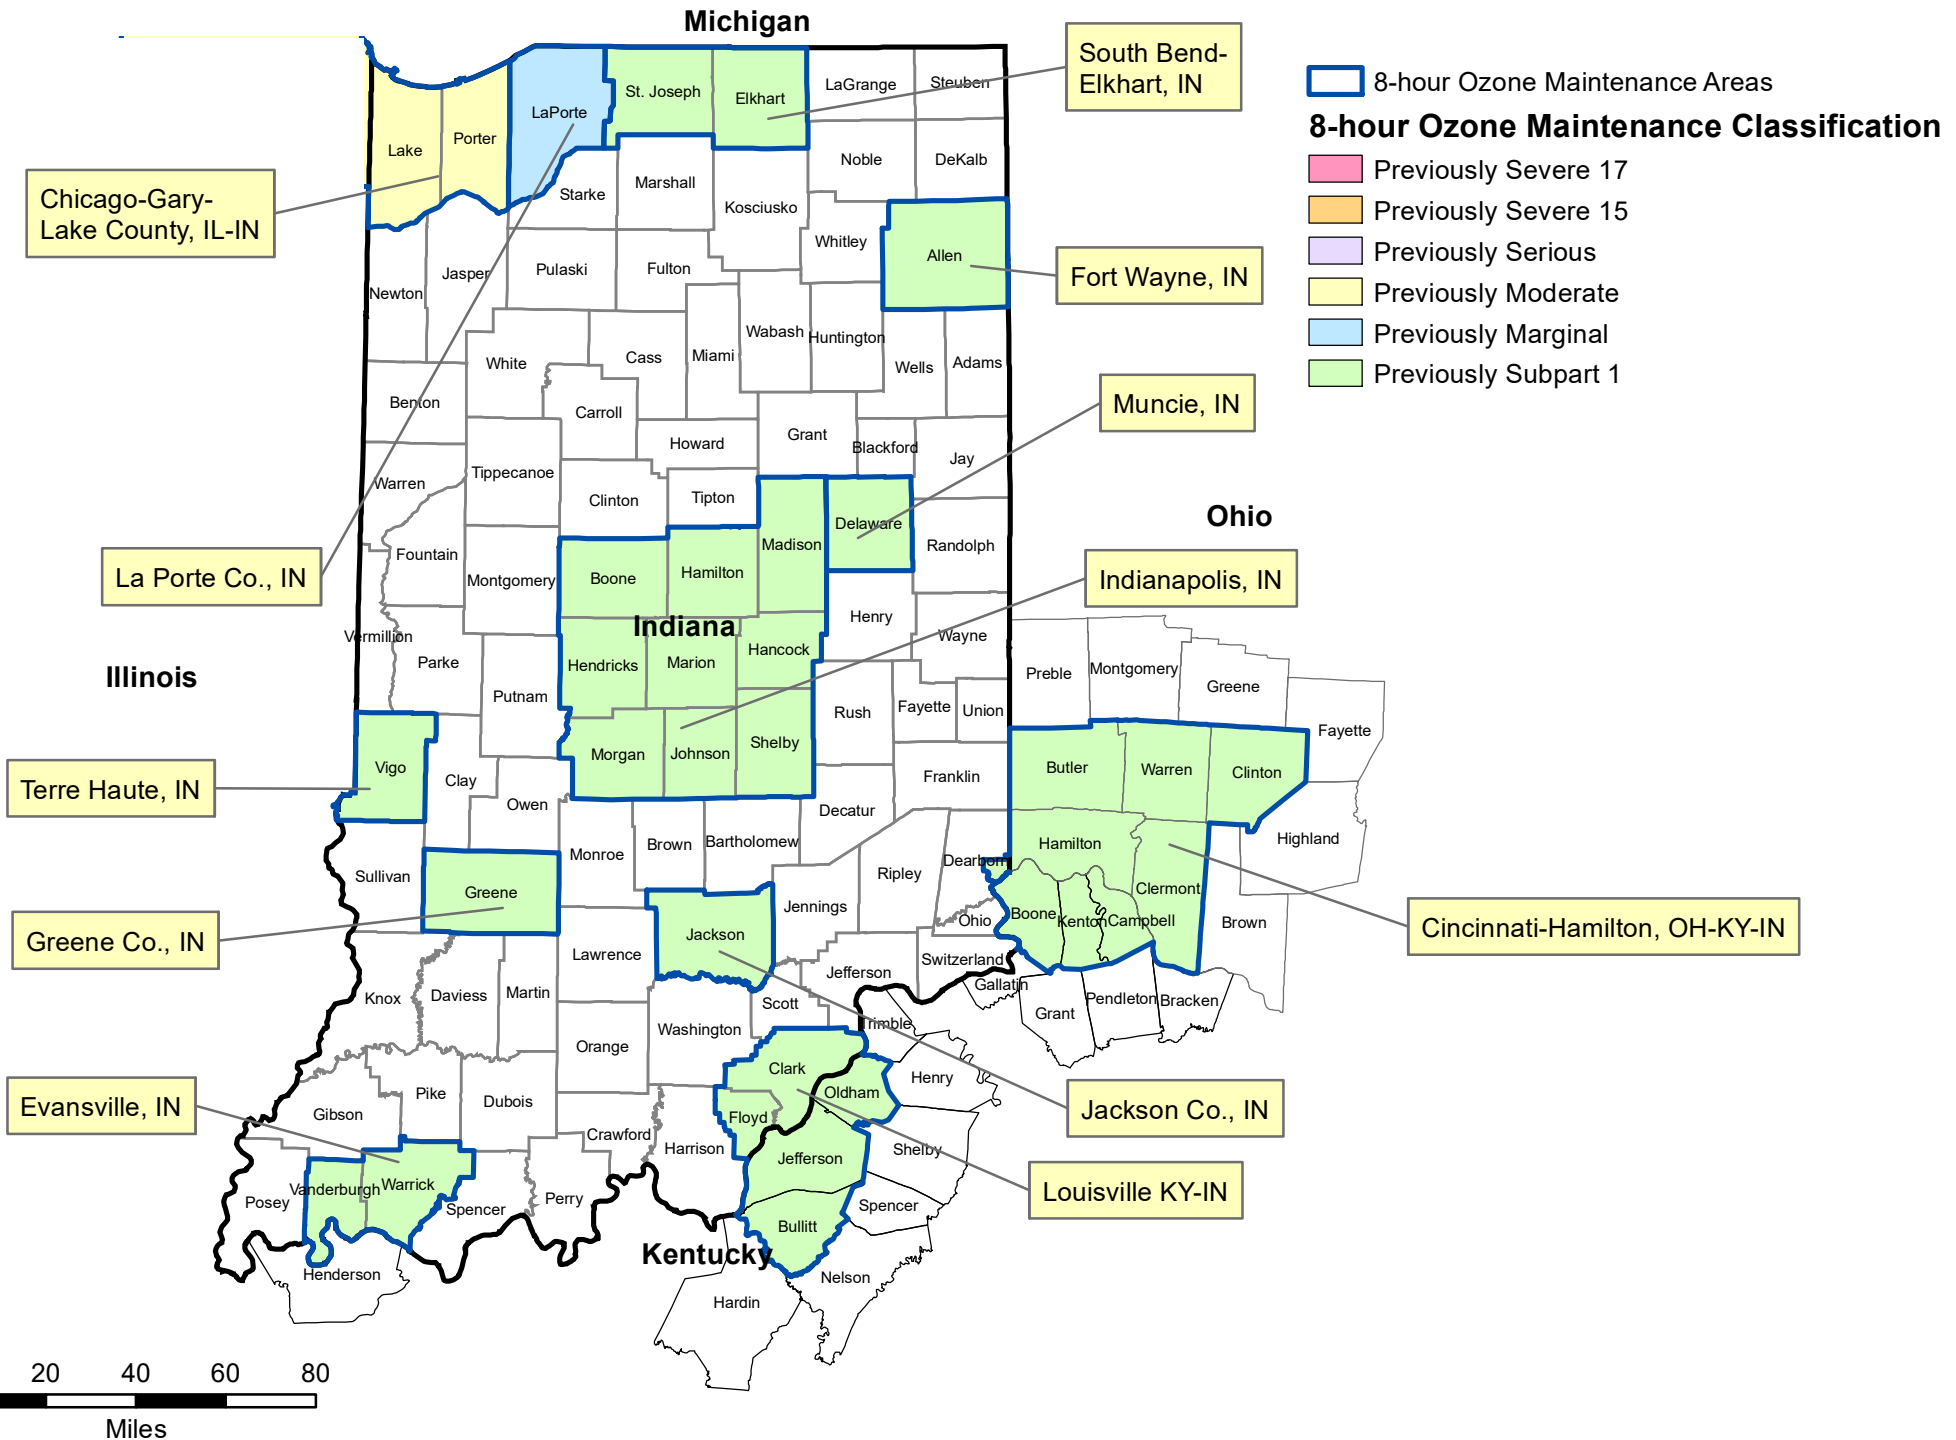 Michigan
South Bend-
Elkhart, IN
8-hour Ozone Maintenance Areas
8-hour Ozone Maintenance Classification
Previously Severe 17
Previously Severe 15
Previously Serious
Previously Moderate
Previously Marginal
Previously Subpart 1
Chicago-Gary-
Lake County, IL-IN
Fort Wayne, IN
Muncie, IN
La Porte Co., IN
Ohio
Indianapolis, IN
Indiana
Illinois
Terre Haute, IN
Greene Co., IN
Cincinnati-Hamilton, OH-KY-IN
Evansville, IN
Jackson Co., IN
Louisville KY-IN
Kentucky
Lake
Porter
LaPorte
St. Joseph
Elkhart
LaGrange
Steuben
Noble
DeKalb
Starke
Marshall
Kosciusko
Whitley
Allen
Newton
Jasper
Pulaski
Fulton
White
Cass
Miami
Wabash
Huntington
Wells
Adams
Benton
Carroll
Howard
Grant
Blackford
Jay
Warren
Tippecanoe
Clinton
Tipton
Madison
Delaware
Randolph
Fountain
Montgomery
Boone
Hamilton
Henry
Wayne
Vermillion
Parke
Putnam
Hendricks
Marion
Hancock
Rush
Fayette
Union
Preble
Montgomery
Greene
Fayette
Vigo
Clay
Owen
Morgan
Johnson
Shelby
Decatur
Franklin
Butler
Warren
Clinton
Highland
Sullivan
Greene
Monroe
Brown
Bartholomew
Jennings
Ripley
Dearborn
Ohio
Hamilton
Clermont
Boone
Kenton
Campbell
Brown
Jackson
Lawrence
Jefferson
Switzerland
Gallatin
Grant
Pendleton
Bracken
Knox
Daviess
Martin
Orange
Washington
Scott
Trimble
Clark
Oldham
Henry
Floyd
Gibson
Pike
Dubois
Crawford
Harrison
Jefferson
Shelby
Posey
Vanderburgh
Warrick
Spencer
Perry
Spencer
Bullitt
Henderson
Nelson
Hardin
20 40 60 80
Miles